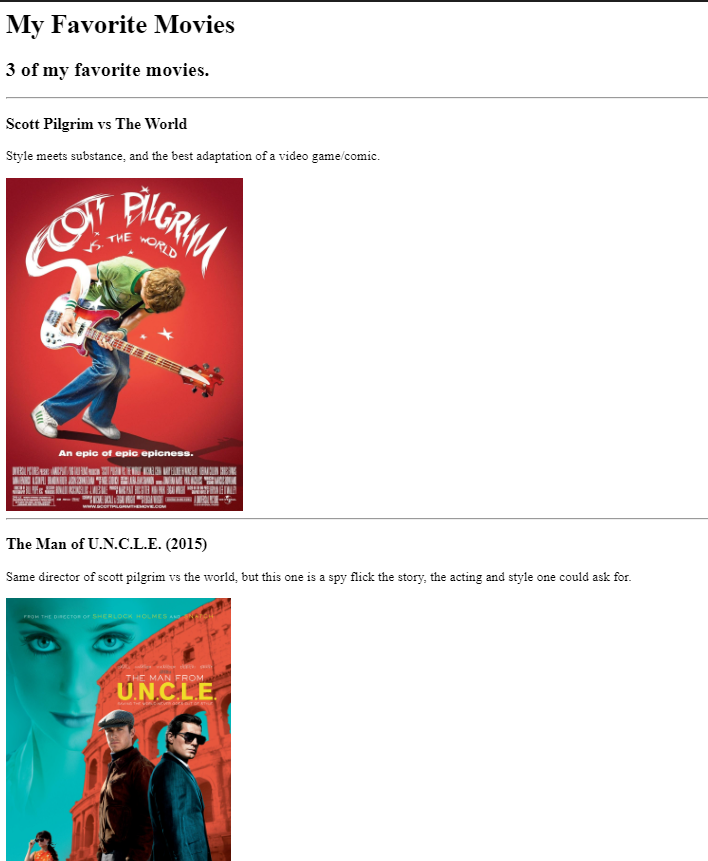 My Favorite Movies
3 of my favorite movies.
Scott Pilgrim vs The World
Style meets substance, and the best adaptation of a video game/comic.
SCOTT PILGRIM
VS. THE WORLD
An epic of epic epicness.
WWW.SCOTTPILGRIMTHEMOVIE.COM
The Man of U.N.C.L.E. (2015)
Same director of scott pilgrim vs the world, but this one is a spy flick the story, the acting and style one could ask for.
FROM THE DIRECTOR OF SHERLOCK HOLMES AND SNATCH
THE MAN FROM
U.N.C.L.E.